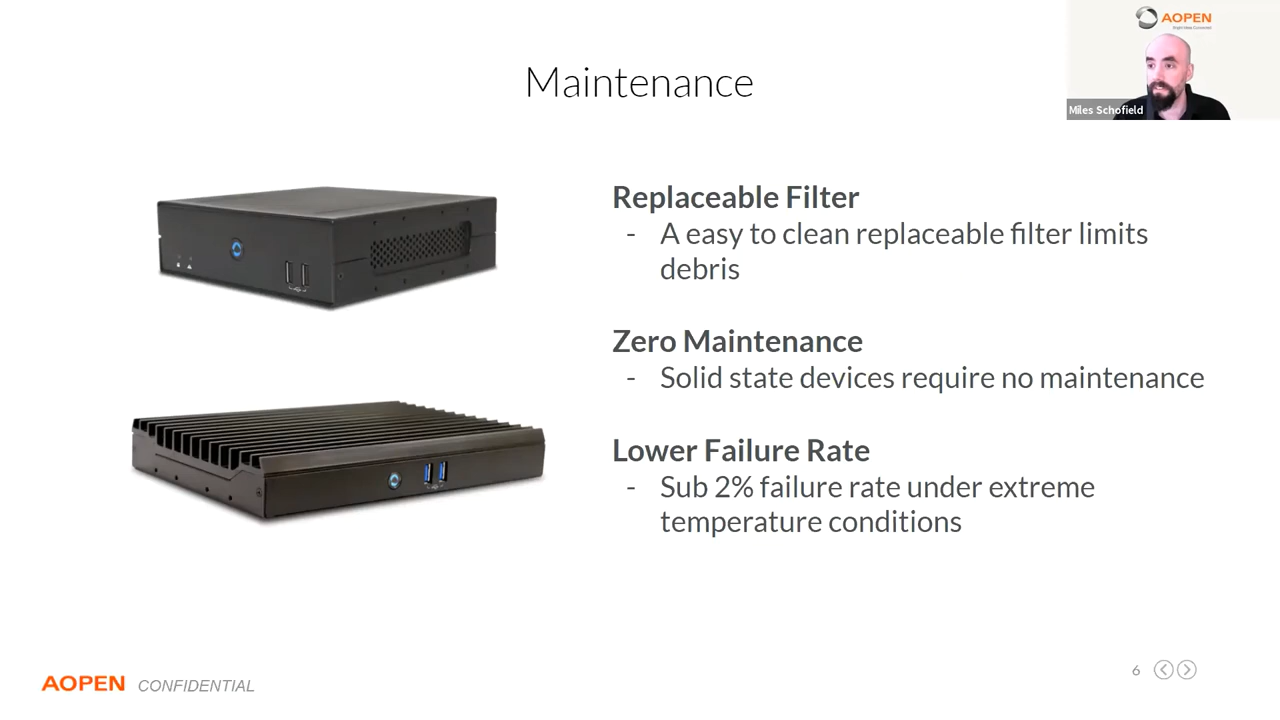 AOPEN
Maintenance
Miles Schofield
Replaceable Filter
- A easy to clean replaceable filter limits
debris
Zero Maintenance
- Solid state devices require no maintenance
Lower Failure Rate
- Sub 2% failure rate under extreme
temperature conditions
AOPEN CONFIDENTIAL
6